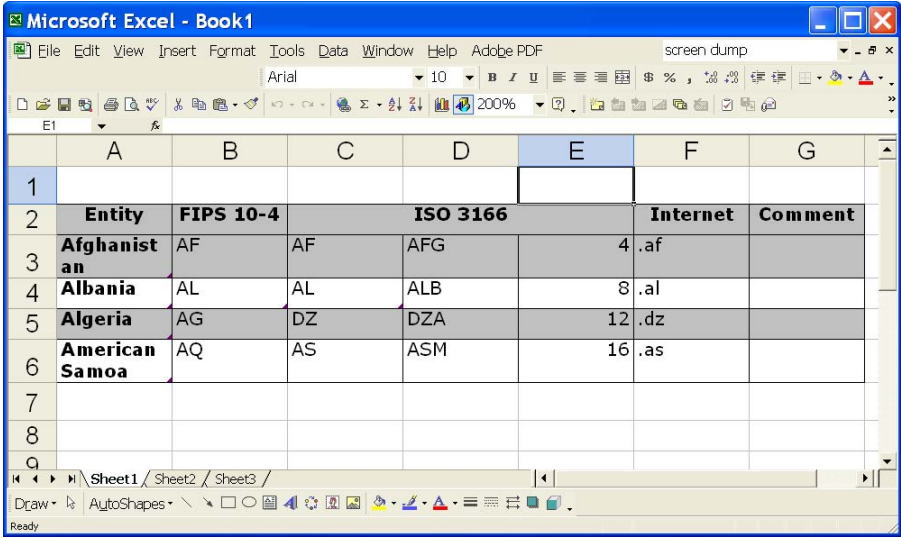 Microsoft Excel - Book1
File Edit View Insert Format Tools Data Window Help Adobe PDF screen dump
Arial 10 B I U $ % ,
200%
E1 fx
A B C D E F G
1
2 Entity FIPS 10-4 ISO 3166 Internet Comment
3 Afghanist
an AF AF AFG 4 .af
4 Albania AL AL ALB 8 .al
5 Algeria AG DZ DZA 12 .dz
6 American
Samoa AQ AS ASM 16 .as
7
8
9
Sheet1 Sheet2 Sheet3
Draw AutoShapes
Ready